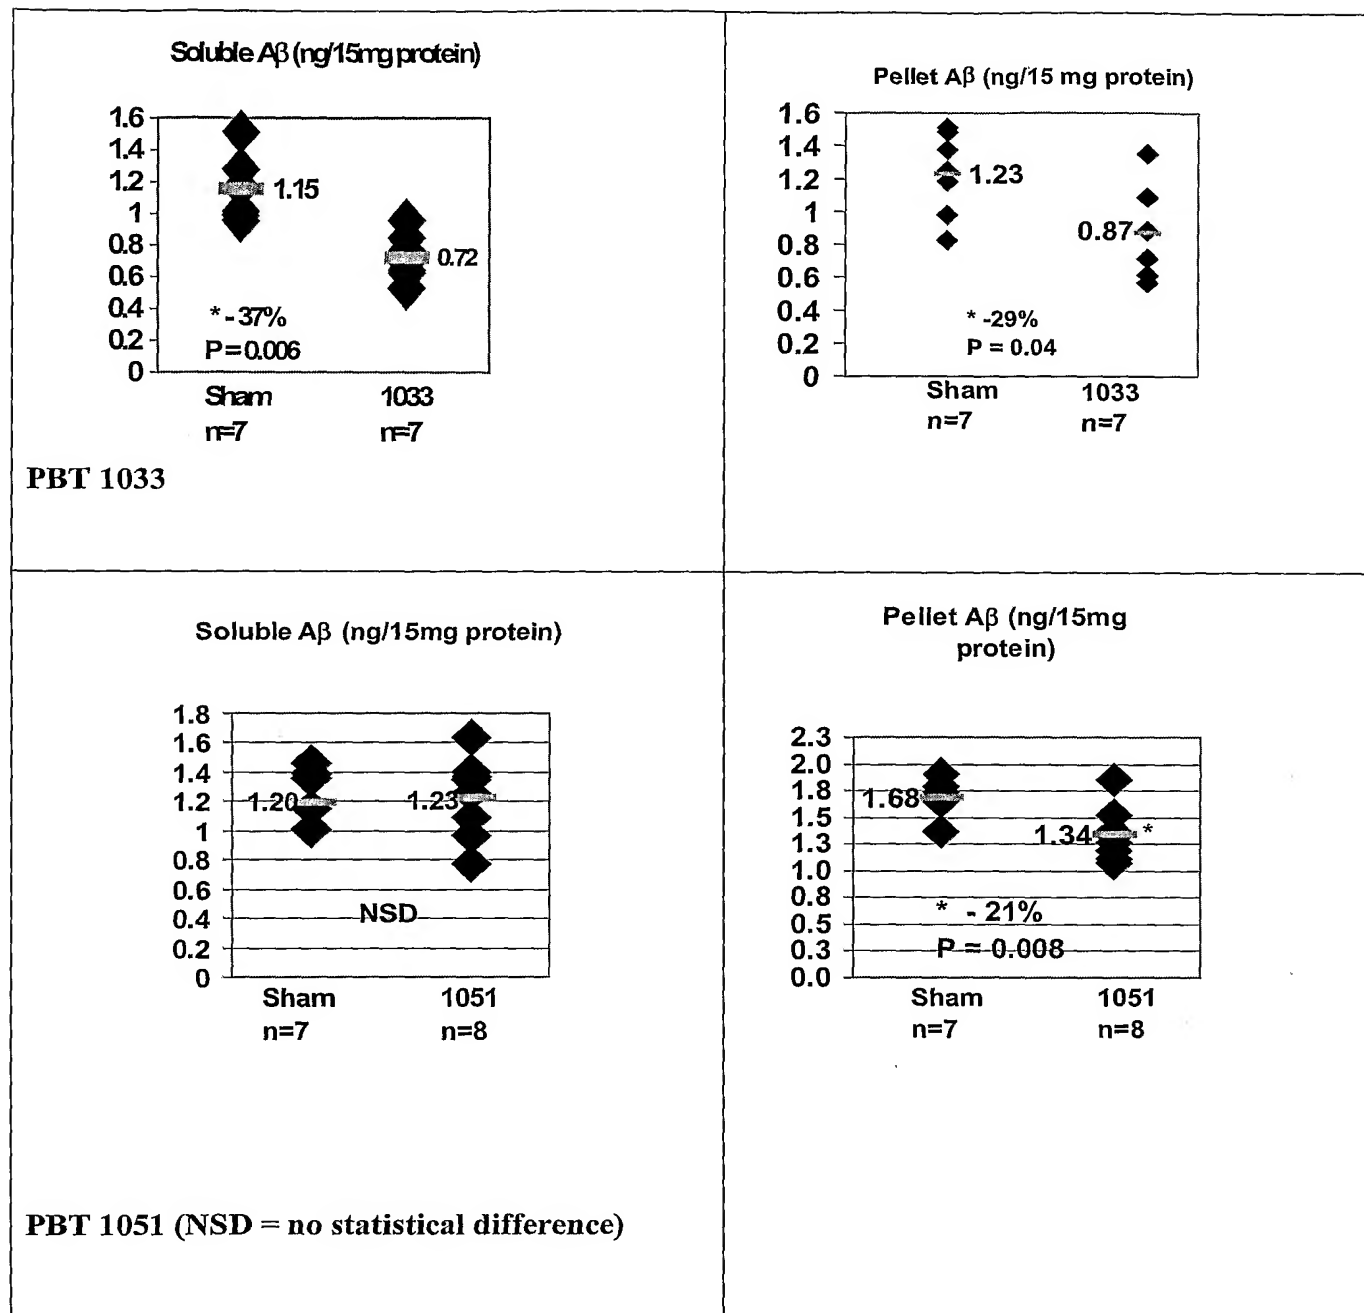 Soluble Aβ (ng/15mg protein)
1.6
1.4
1.2
1
0.8
0.6
0.4
0.2
0
1.15
0.72
* - 37%
P = 0.006
Sham
n=7
1033
n=7
PBT 1033
Pellet Aβ (ng/15 mg protein)
1.6
1.4
1.2
1
0.8
0.6
0.4
0.2
0
1.23
0.87
* -29%
P = 0.04
Sham
n=7
1033
n=7
Soluble Aβ (ng/15mg protein)
1.8
1.6
1.4
1.2
1
0.8
0.6
0.4
0.2
0
1.20
1.23
NSD
Sham
n=7
1051
n=8
PBT 1051 (NSD = no statistical difference)
Pellet Aβ (ng/15mg
protein)
2.3
2.0
1.8
1.5
1.3
1.0
0.8
0.5
0.3
0.0
1.68
1.34 *
* - 21%
P = 0.008
Sham
n=7
1051
n=8